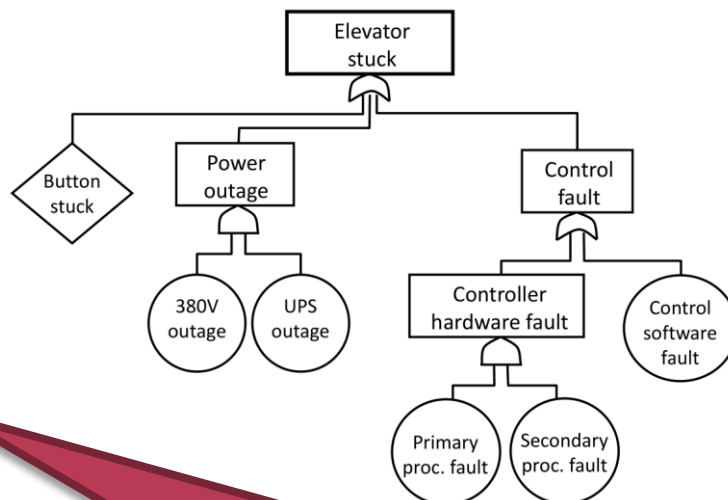 Elevator
stuck
Button
stuck
Power
outage
Control
fault
380V
outage
UPS
outage
Controller
hardware fault
Control
software
fault
Primary
proc. fault
Secondary
proc. fault